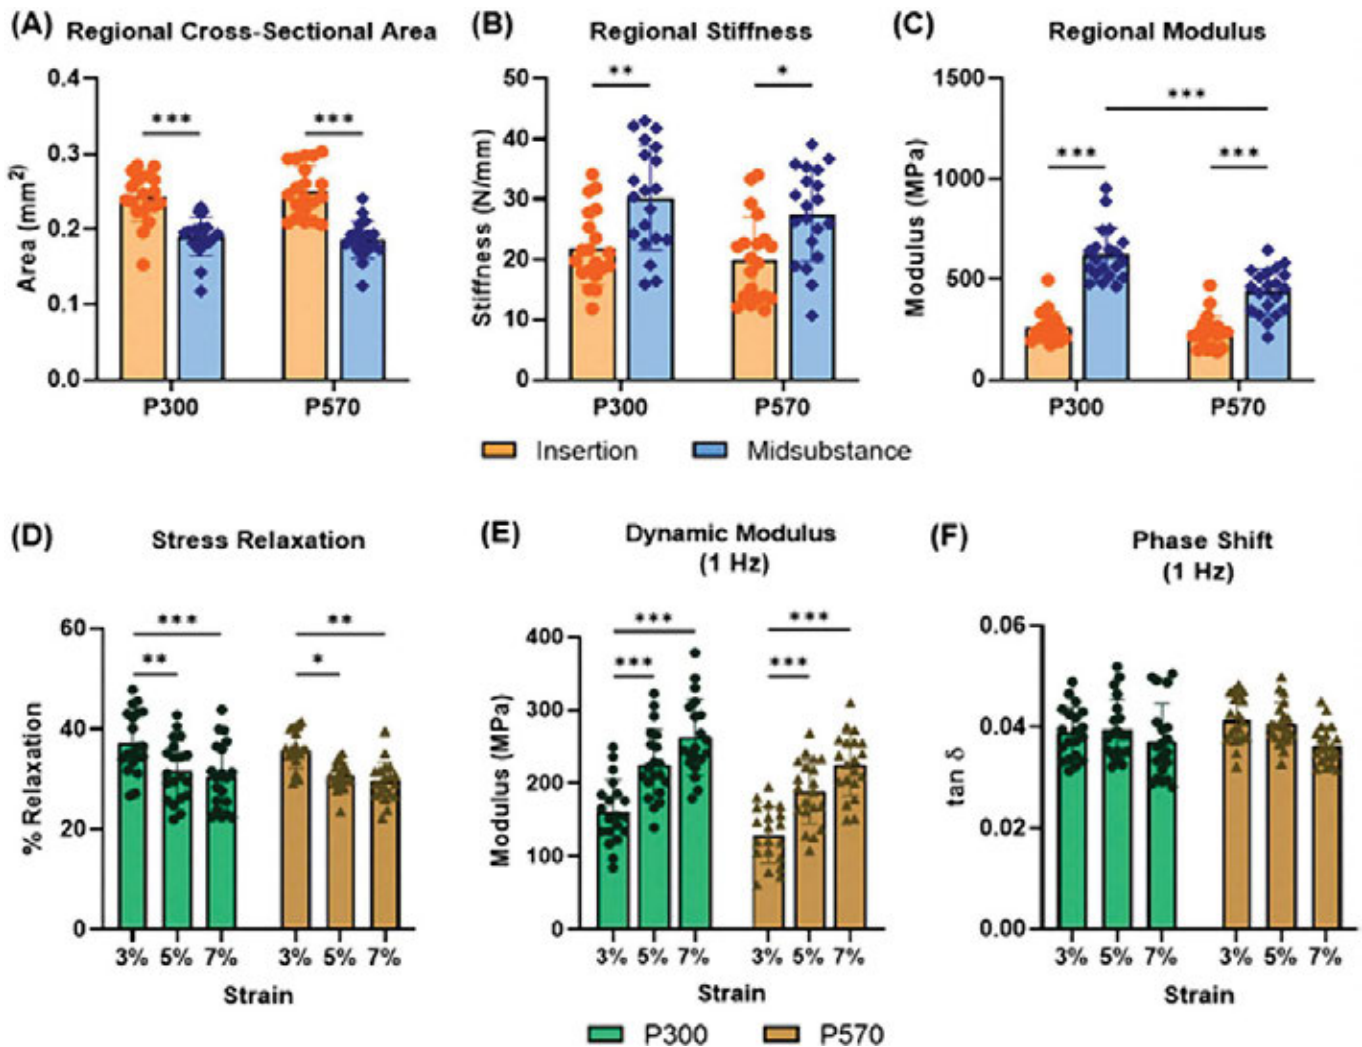 (A) Regional Cross-Sectional Area
Area (mm²)
0.4
0.3
0.2
0.1
0.0
***
***
P300
P570
(B) Regional Stiffness
Stiffness (N/mm)
50
40
30
20
10
0
**
*
P300
P570
(C) Regional Modulus
Modulus (MPa)
1500
1000
500
0
***
***
***
P300
P570
Insertion
Midsubstance
(D) Stress Relaxation
% Relaxation
60
40
20
0
***
**
**
*
3% 5% 7% 3% 5% 7%
Strain
(E) Dynamic Modulus
(1 Hz)
Modulus (MPa)
400
300
200
100
0
***
***
***
***
3% 5% 7% 3% 5% 7%
Strain
(F) Phase Shift
(1 Hz)
tan δ
0.06
0.04
0.02
0.00
3% 5% 7% 3% 5% 7%
Strain
P300
P570